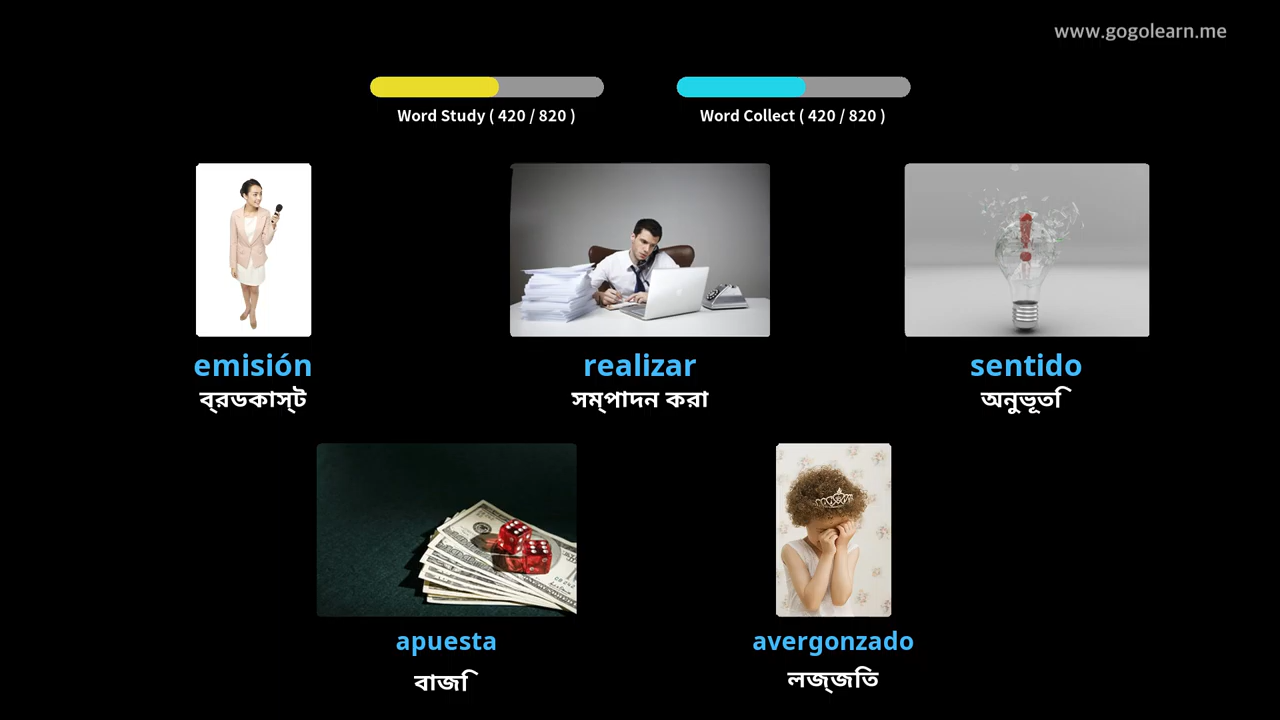 www.gogolearn.me
Word Study ( 420 / 820 )
Word Collect ( 420 / 820 )
emisión
realizar
sentido
ব্রডকাস্ট
সম্পাদন করা
অনুভূতি
apuesta
avergonzado
বাজি
লজ্জিত